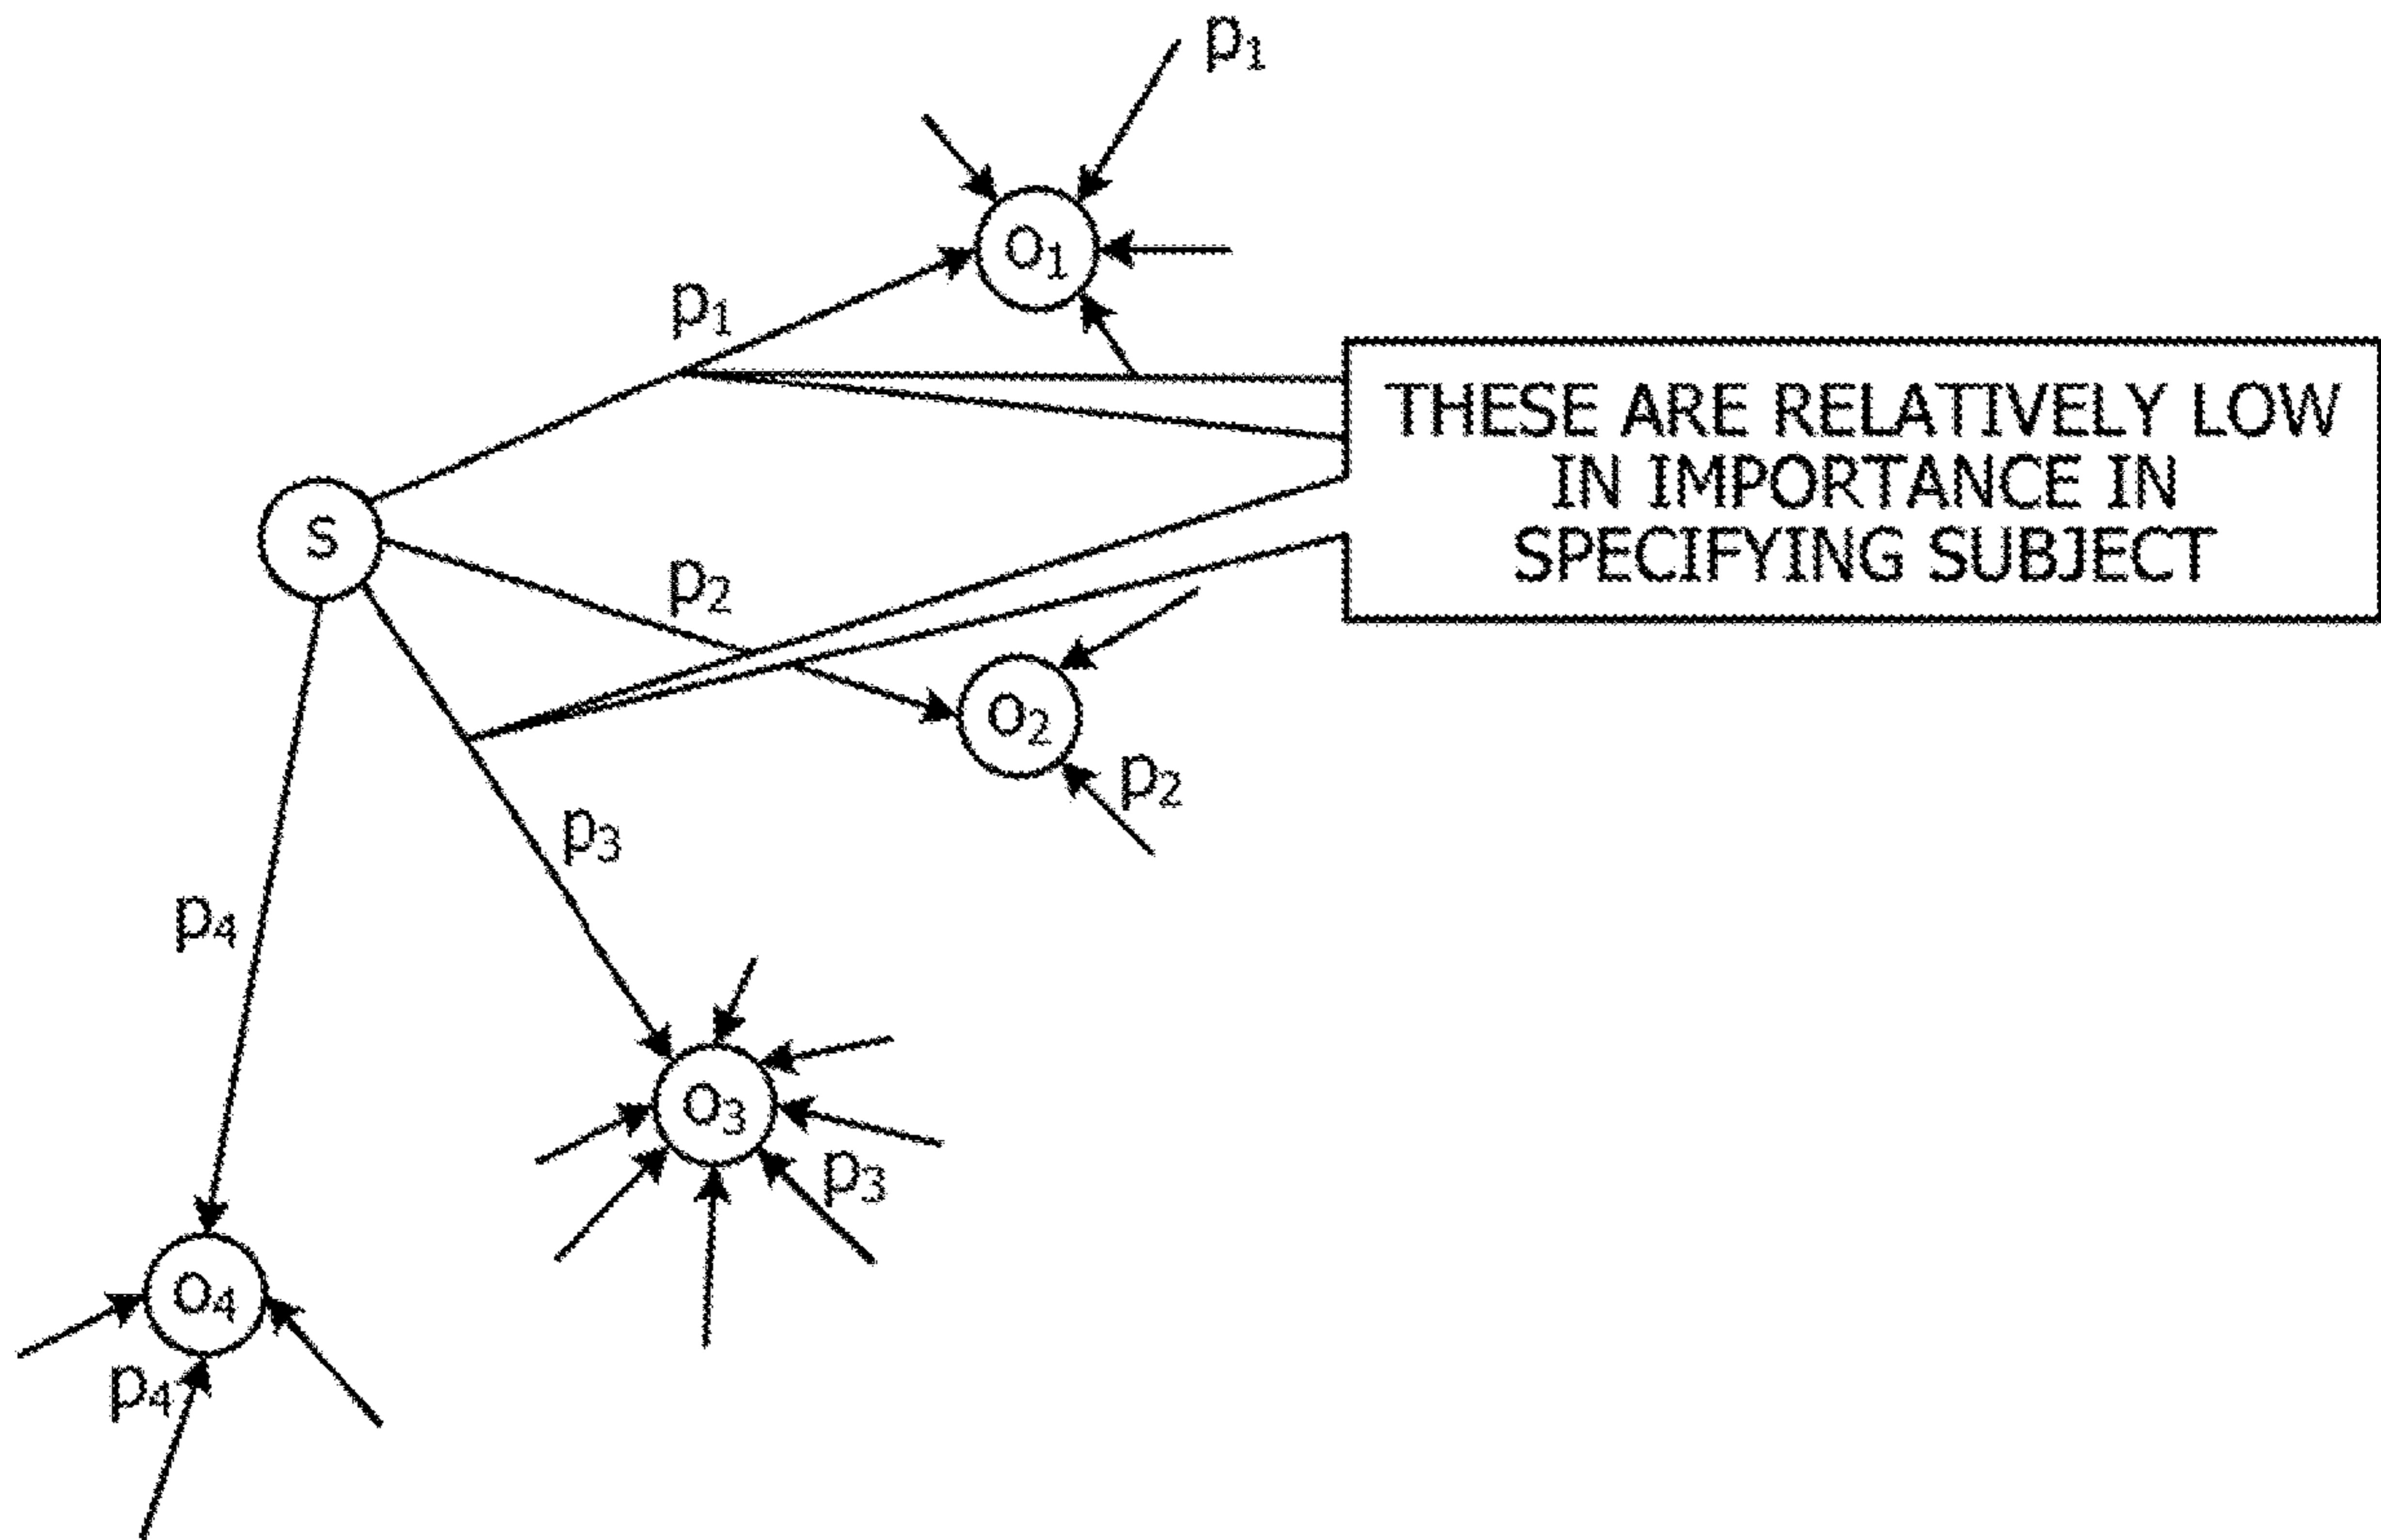 p₁
o₁
p₁
THESE ARE RELATIVELY LOW
IN IMPORTANCE IN
SPECIFYING SUBJECT
s
p₂
o₂
p₂
p₃
p₄
o₃
p₃
o₄
p₄